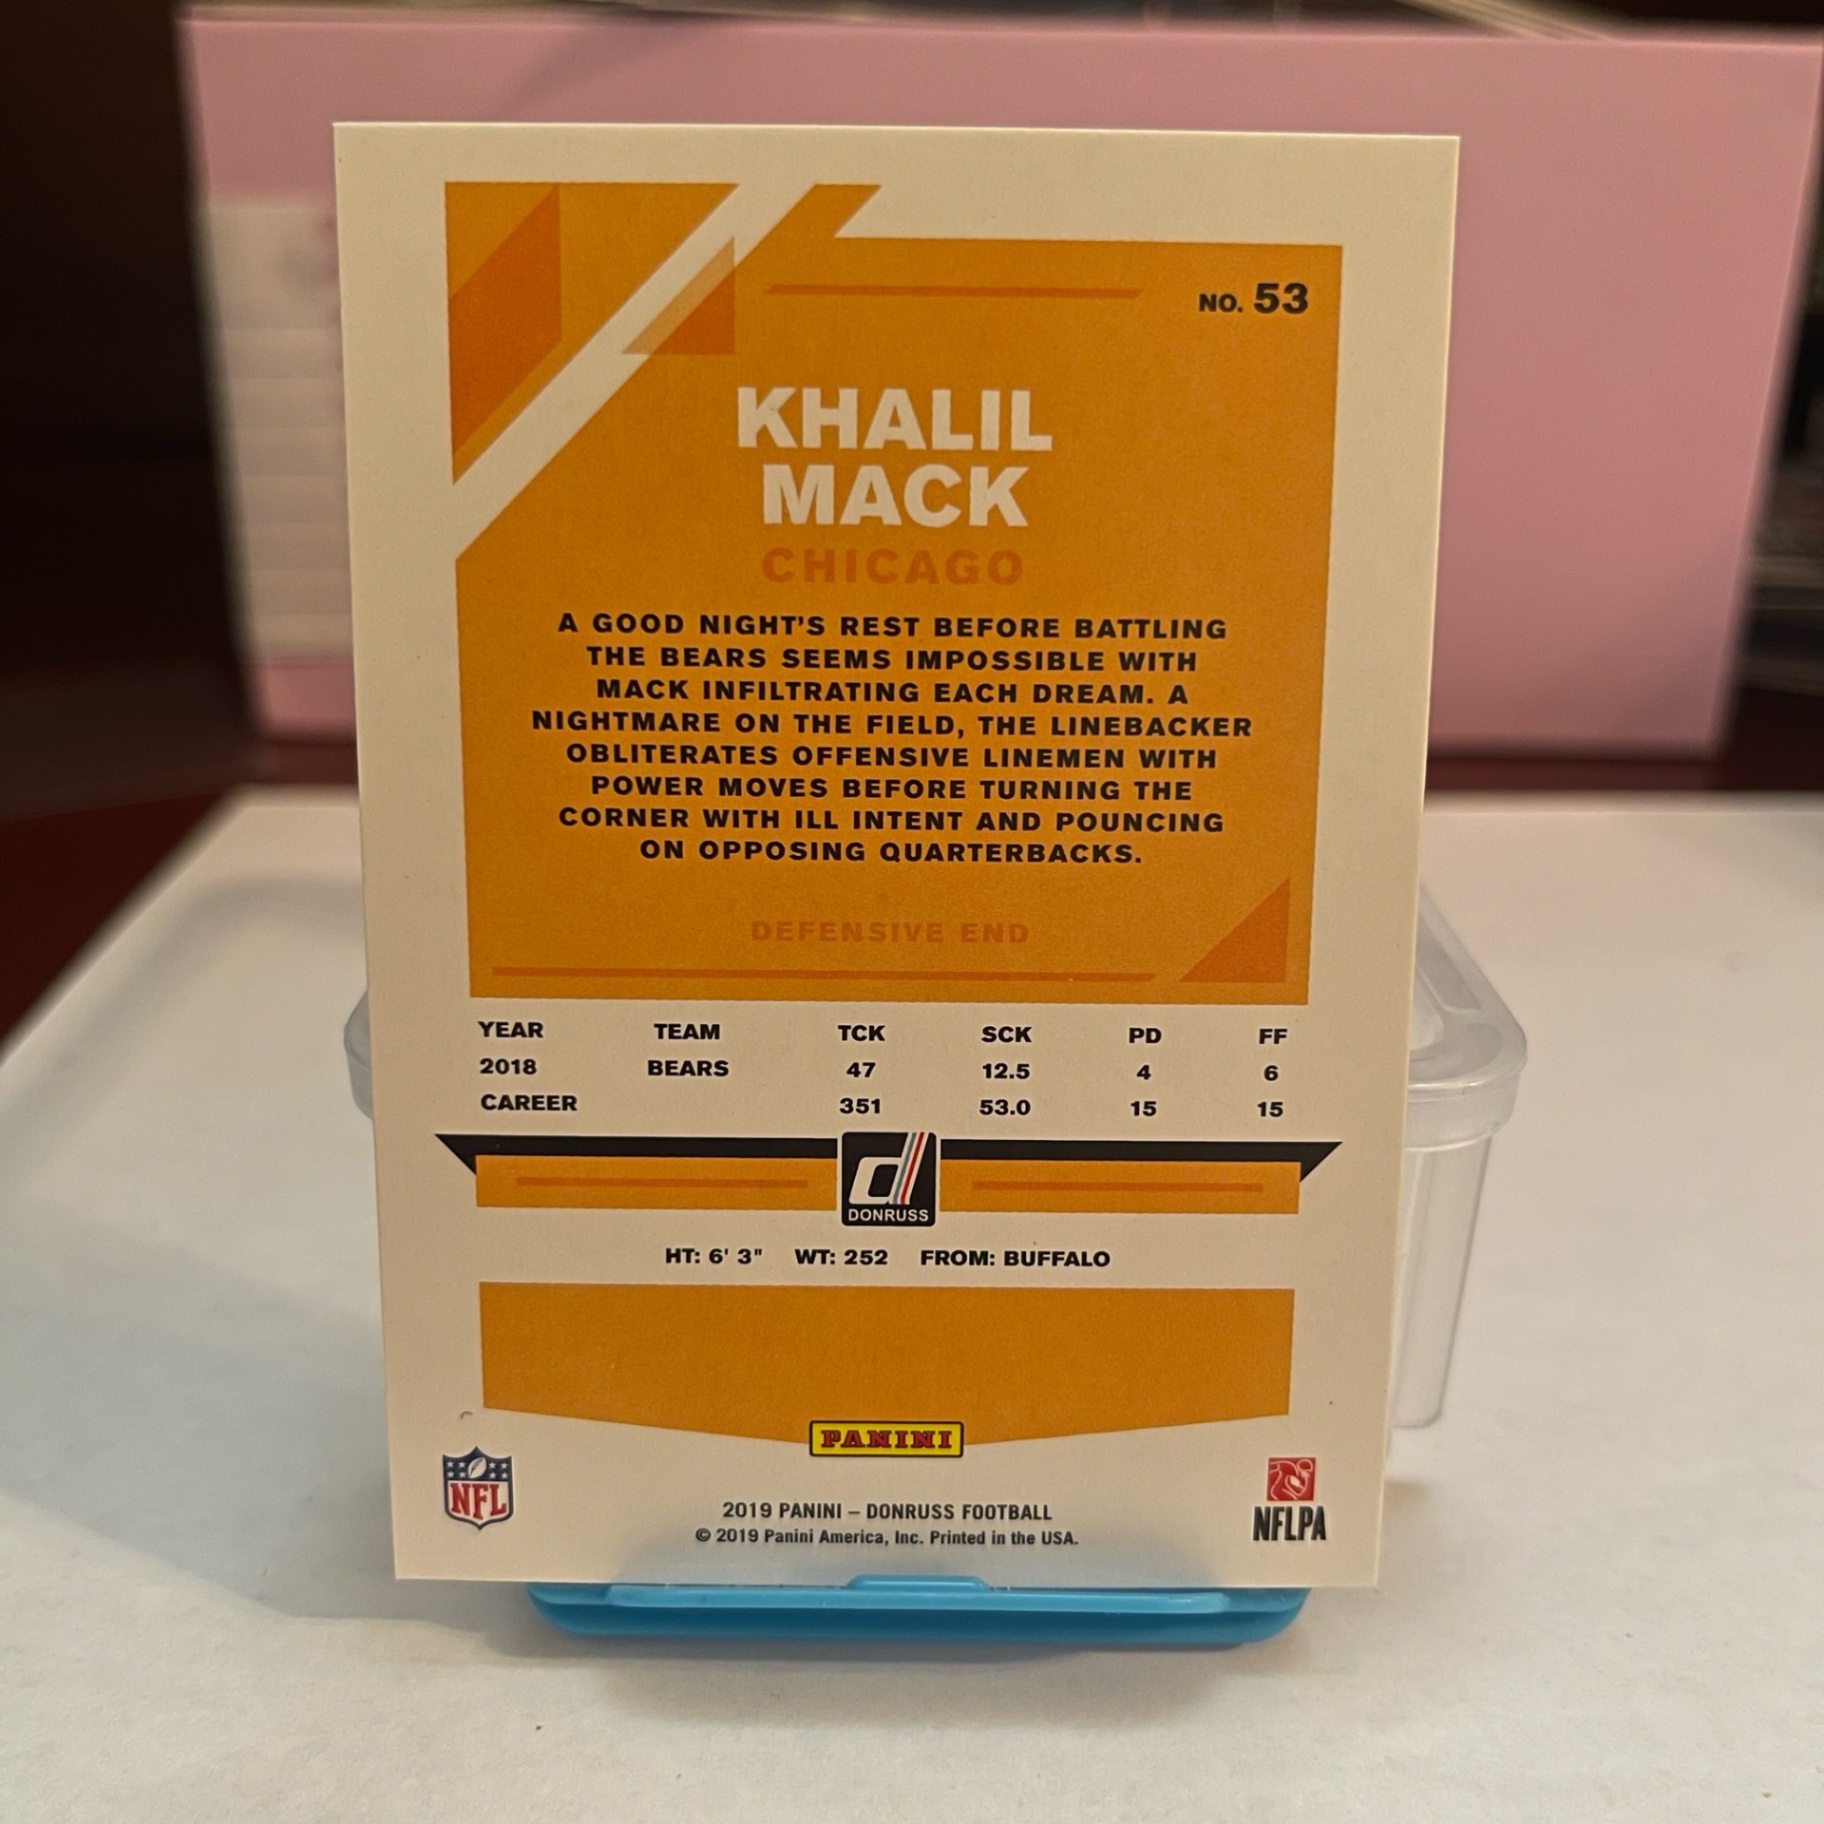 NO. 53
KHALIL
MACK
CHICAGO
A GOOD NIGHT'S REST BEFORE BATTLING
THE BEARS SEEMS IMPOSSIBLE WITH
MACK INFILTRATING EACH DREAM. A
NIGHTMARE ON THE FIELD, THE LINEBACKER
OBLITERATES OFFENSIVE LINEMEN WITH
POWER MOVES BEFORE TURNING THE
CORNER WITH ILL INTENT AND POUNCING
ON OPPOSING QUARTERBACKS.
DEFENSIVE END
YEAR TEAM TCK SCK PD FF
2018 BEARS 47 12.5 4 6
CAREER 351 53.0 15 15
d
DONRUSS
HT: 6' 3" WT: 252 FROM: BUFFALO
PANINI
NFL
2019 PANINI – DONRUSS FOOTBALL
© 2019 Panini America, Inc. Printed in the USA.
NFLPA